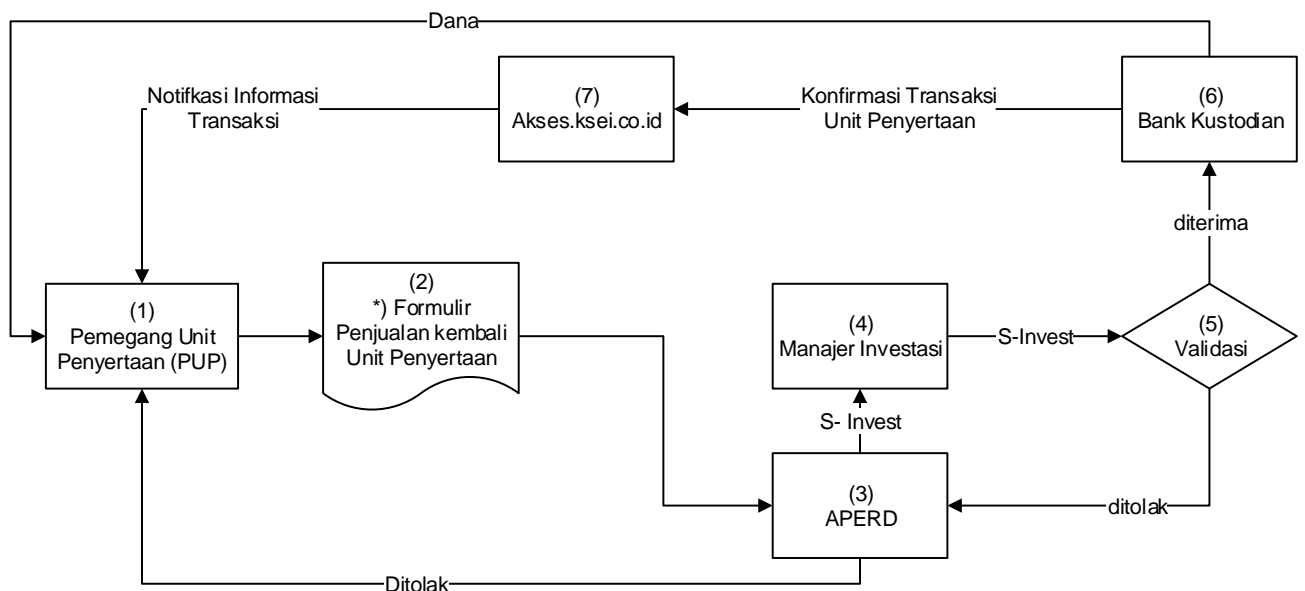 Dana
Notifkasi Informasi
Transaksi
(7)
Akses.ksei.co.id
Konfirmasi Transaksi
Unit Penyertaan
(6)
Bank Kustodian
diterima
(1)
Pemegang Unit
Penyertaan (PUP)
(2)
*) Formulir
Penjualan kembali
Unit Penyertaan
(4)
Manajer Investasi
S-Invest
(5)
Validasi
S- Invest
(3)
APERD
ditolak
Ditolak